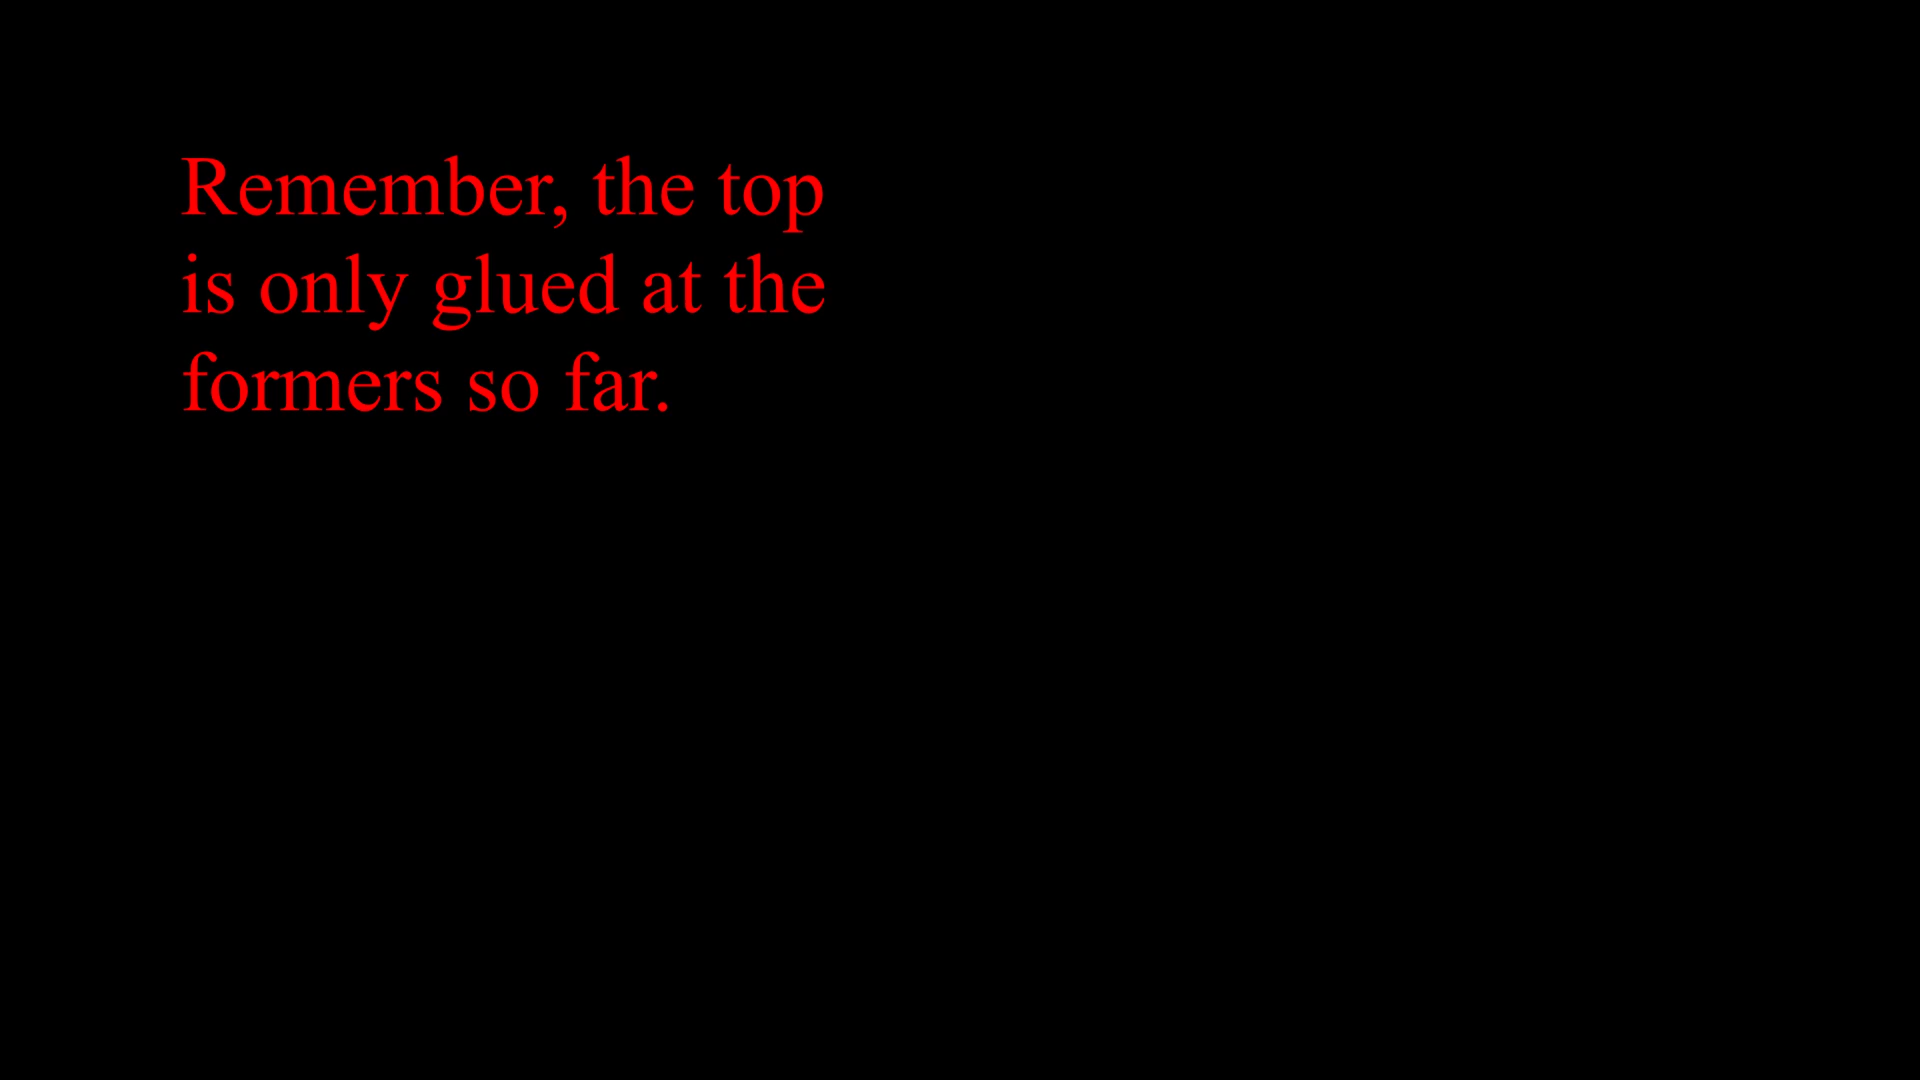 Remember, the top
is only glued at the
formers so far.